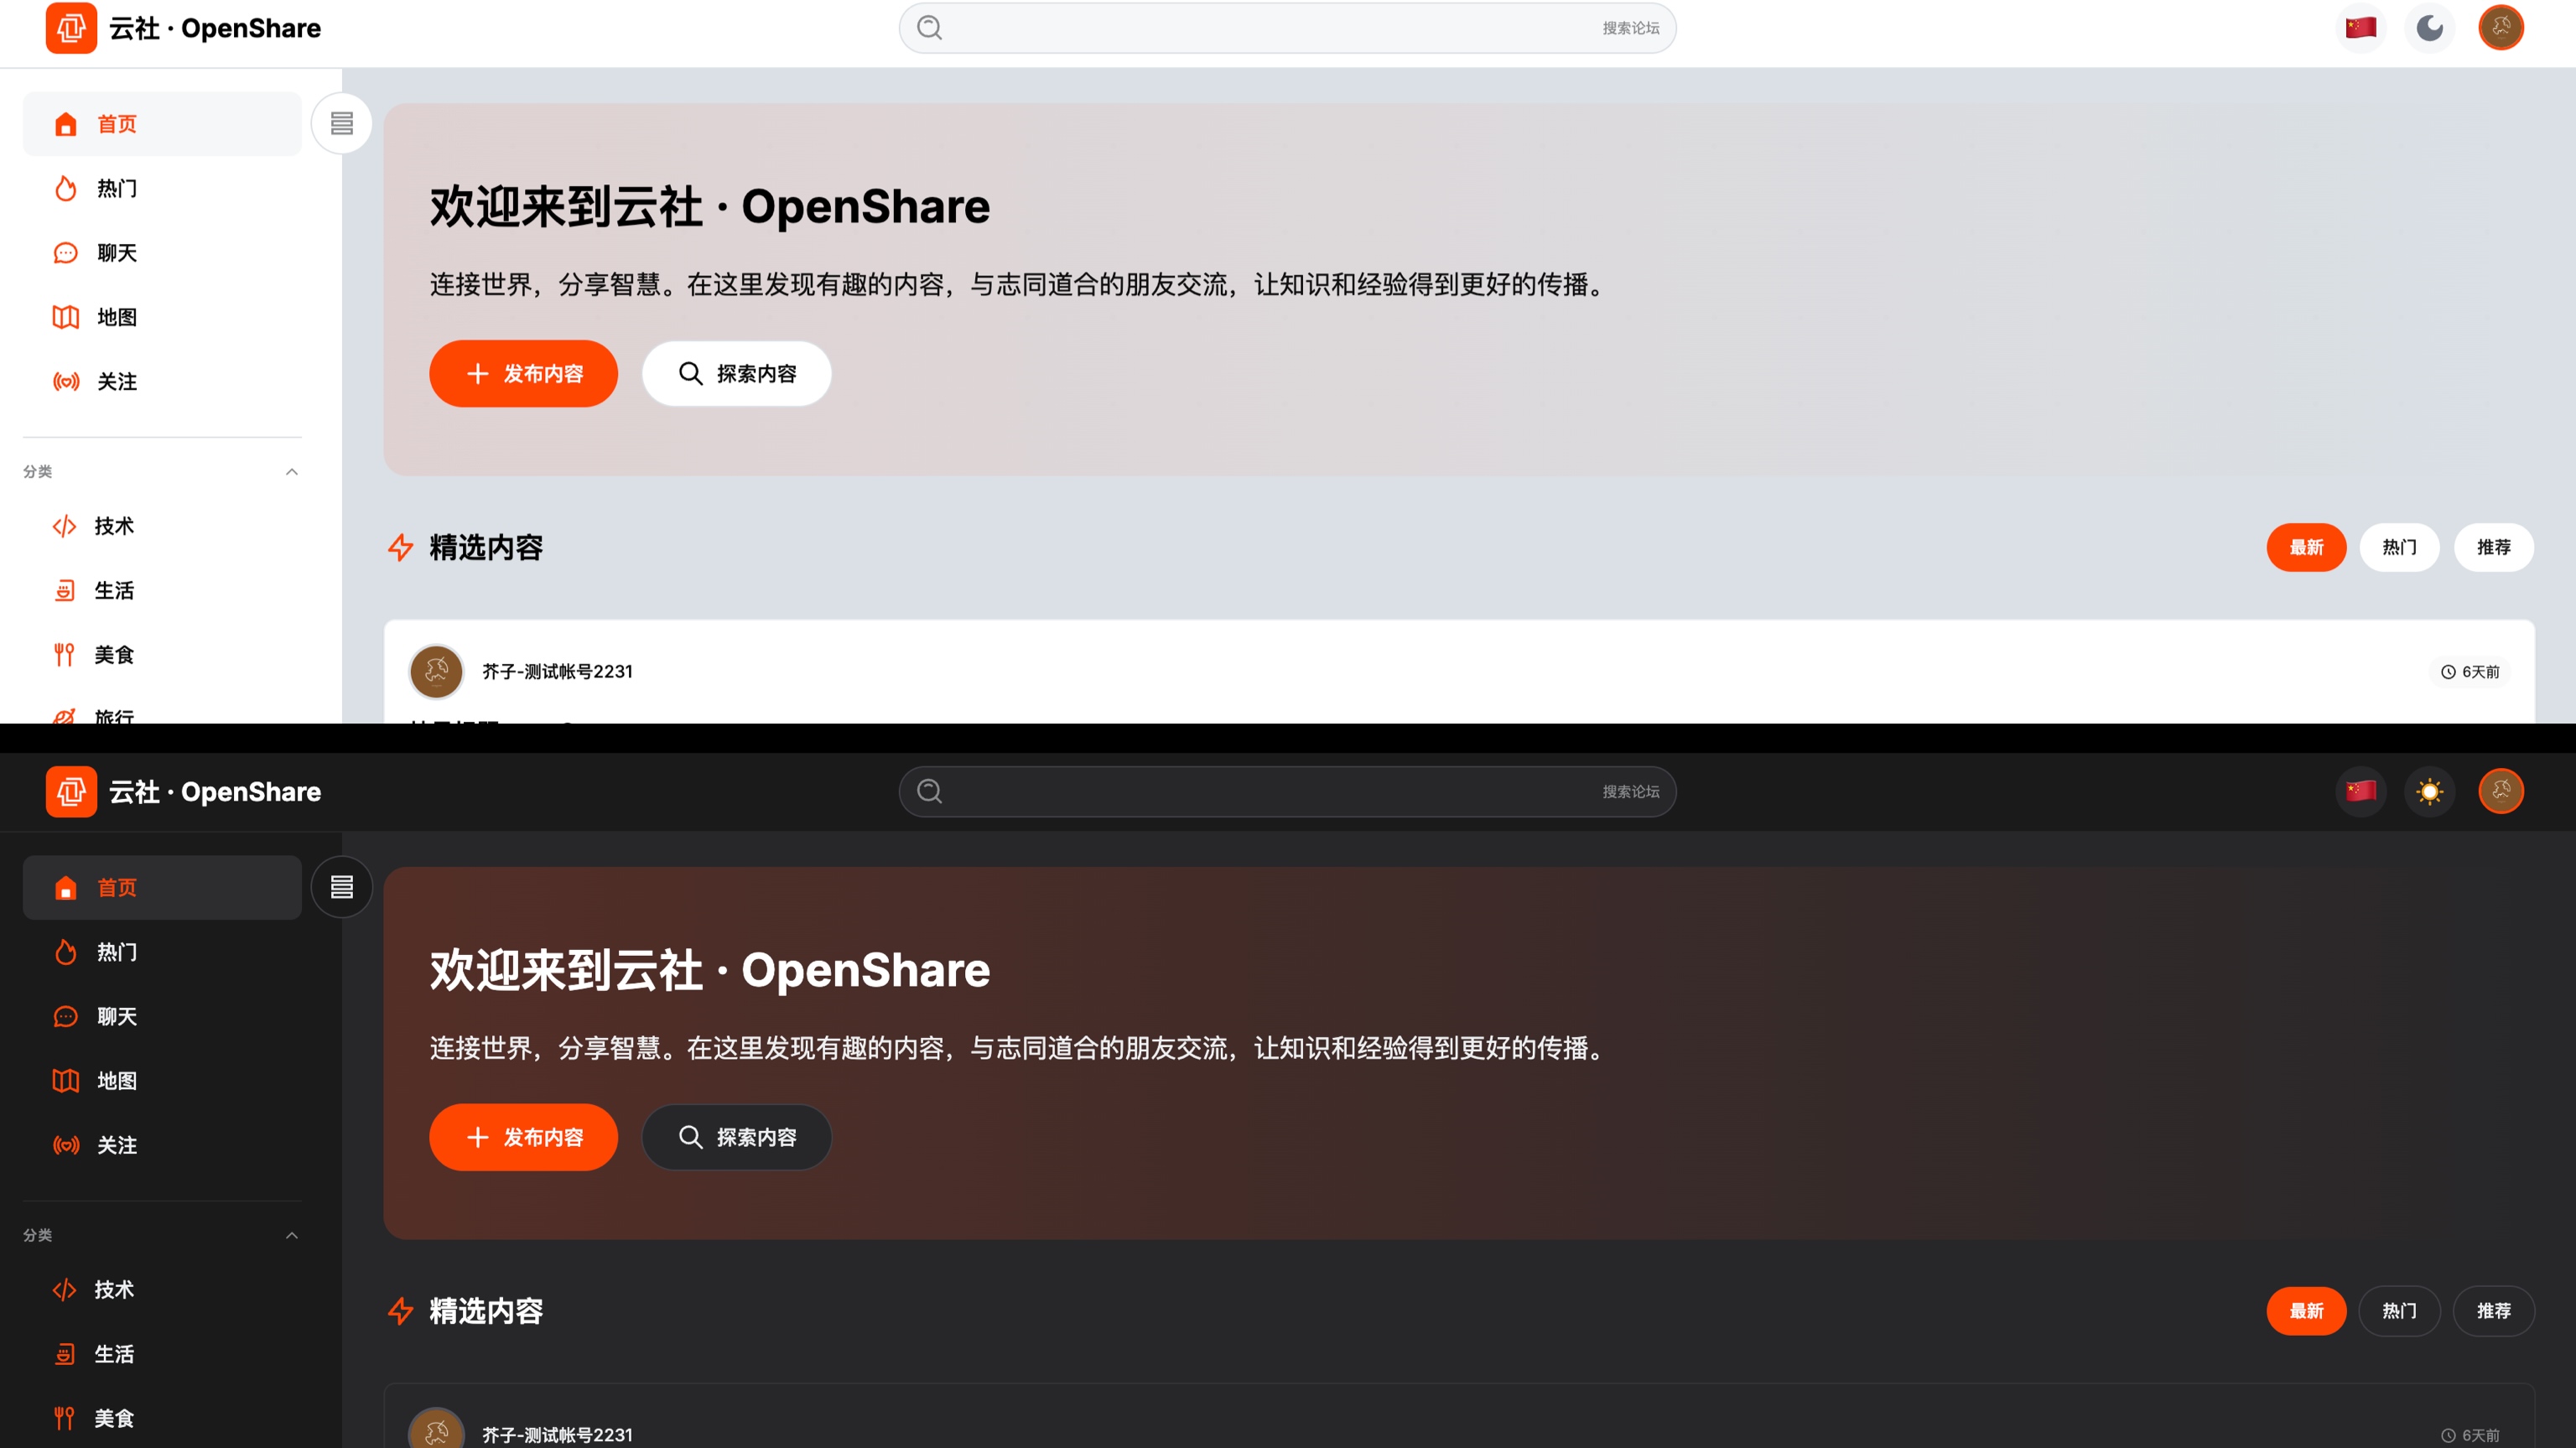 云社 · OpenShare
搜索论坛
首页
热门
聊天
地图
关注
分类
技术
生活
美食
旅行
欢迎来到云社 · OpenShare
连接世界，分享智慧。在这里发现有趣的内容，与志同道合的朋友交流，让知识和经验得到更好的传播。
发布内容 探索内容
精选内容
最新 热门 推荐
芥子-测试帐号2231
6天前
云社 · OpenShare
搜索论坛
首页
热门
聊天
地图
关注
分类
技术
生活
美食
欢迎来到云社 · OpenShare
连接世界，分享智慧。在这里发现有趣的内容，与志同道合的朋友交流，让知识和经验得到更好的传播。
发布内容 探索内容
精选内容
最新 热门 推荐
芥子-测试帐号2231
6天前